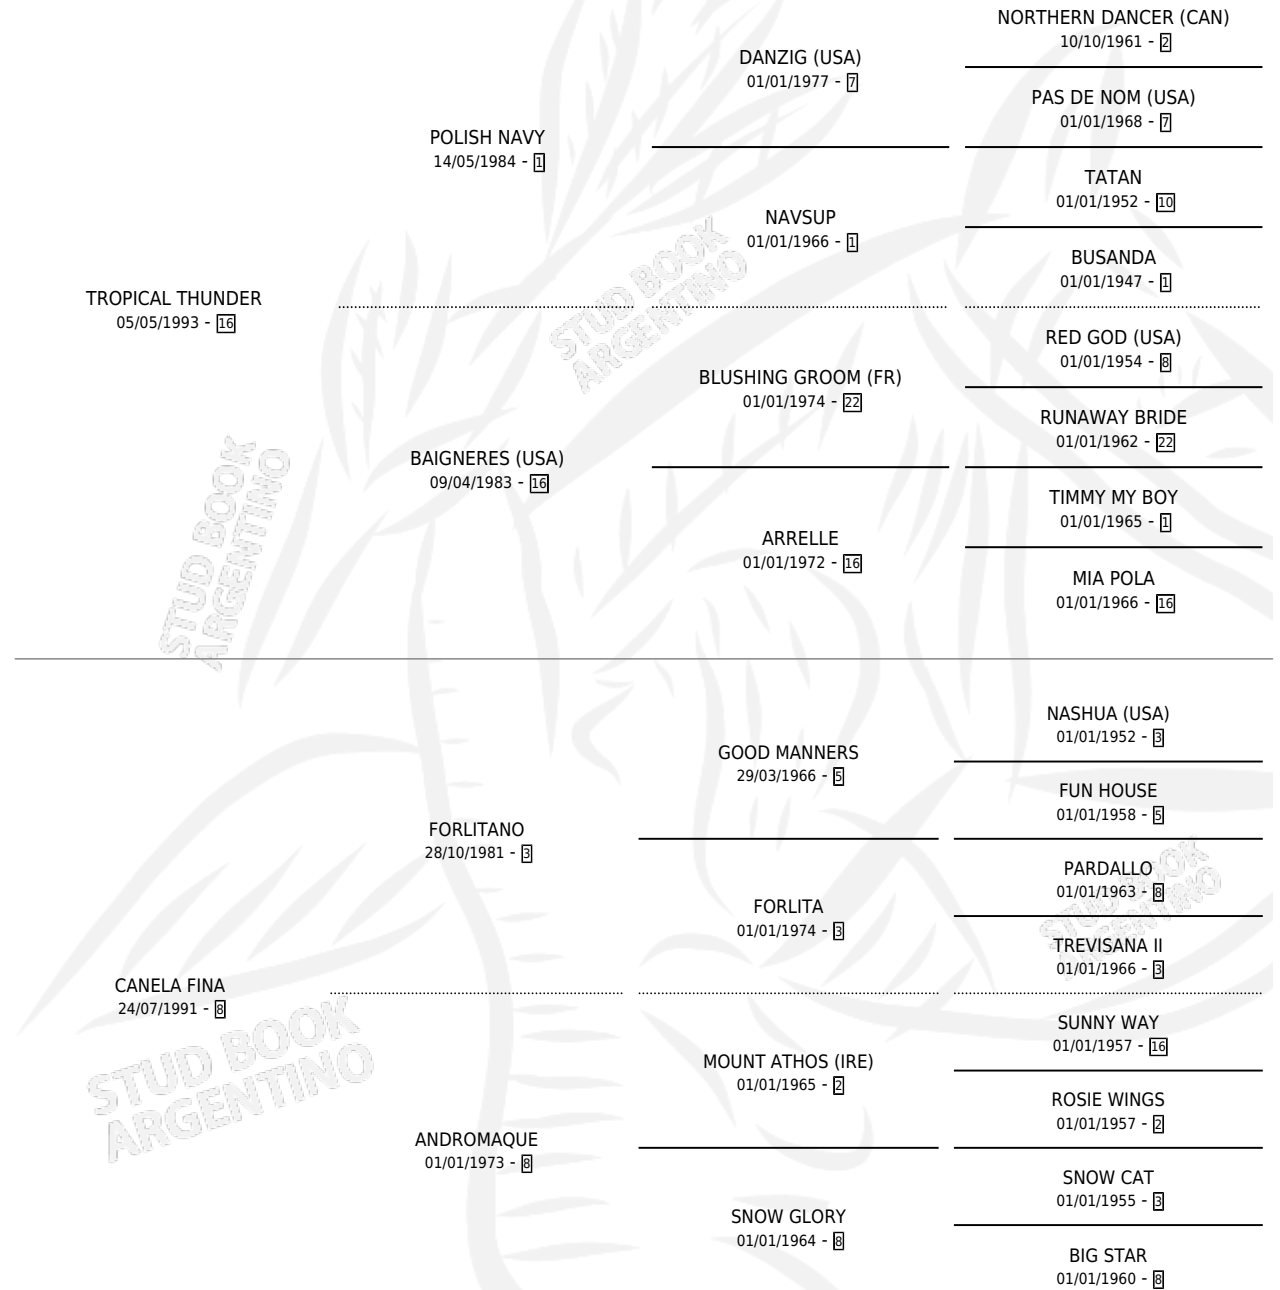 NORTHERN DANCER (CAN)
10/10/1961 - 2
DANZIG (USA)
01/01/1977 - 7
PAS DE NOM (USA)
01/01/1968 - 7
POLISH NAVY
14/05/1984 - 1
TATAN
01/01/1952 - 10
NAVSUP
01/01/1966 - 1
BUSANDA
01/01/1947 - 1
TROPICAL THUNDER
05/05/1993 - 16
RED GOD (USA)
01/01/1954 - 8
BLUSHING GROOM (FR)
01/01/1974 - 22
RUNAWAY BRIDE
01/01/1962 - 22
BAIGNERES (USA)
09/04/1983 - 16
TIMMY MY BOY
01/01/1965 - 1
ARRELLE
01/01/1972 - 16
MIA POLA
01/01/1966 - 16
STUD BOOK
ARGENTINO
STUD BOOK
ARGENTINO
NASHUA (USA)
01/01/1952 - 3
GOOD MANNERS
29/03/1966 - 5
FUN HOUSE
01/01/1958 - 5
FORLITANO
28/10/1981 - 3
PARDALLO
01/01/1963 - 8
FORLITA
01/01/1974 - 3
TREVISANA II
01/01/1966 - 3
STUD BOOK
ARGENTINO
CANELA FINA
24/07/1991 - 8
SUNNY WAY
01/01/1957 - 16
MOUNT ATHOS (IRE)
01/01/1965 - 2
ROSIE WINGS
01/01/1957 - 2
ANDROMAQUE
01/01/1973 - 8
SNOW CAT
01/01/1955 - 3
SNOW GLORY
01/01/1964 - 8
BIG STAR
01/01/1960 - 8
STUD BOOK
ARGENTINO